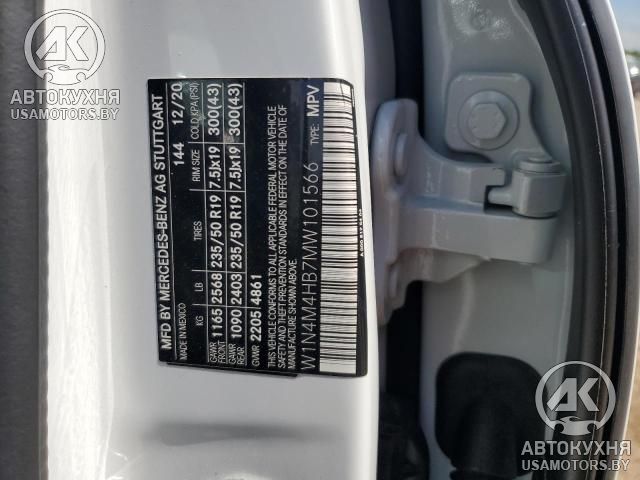 АК
АВТОКУХНЯ
USAMOTORS.BY
MFD BY MERCEDES-BENZ AG STUTTGART
MADE IN MEXICO 144 12/20
KG LB TIRES RIM SIZE COLD KPA(PSI)
GAWR FRONT 1165 2568 235/50 R19 7.5Jx19 300(43)
GAWR REAR 1090 2403 235/50 R19 7.5Jx19 300(43)
GVWR 2205 4861
THIS VEHICLE CONFORMS TO ALL APPLICABLE FEDERAL MOTOR VEHICLE
SAFETY AND THEFT PREVENTION STANDARDS IN EFFECT ON THE DATE OF
MANUFACTURE SHOWN ABOVE.
W1N4M4HB7MW101566 TYPE: MPV
АК
АВТОКУХНЯ
USAMOTORS.BY